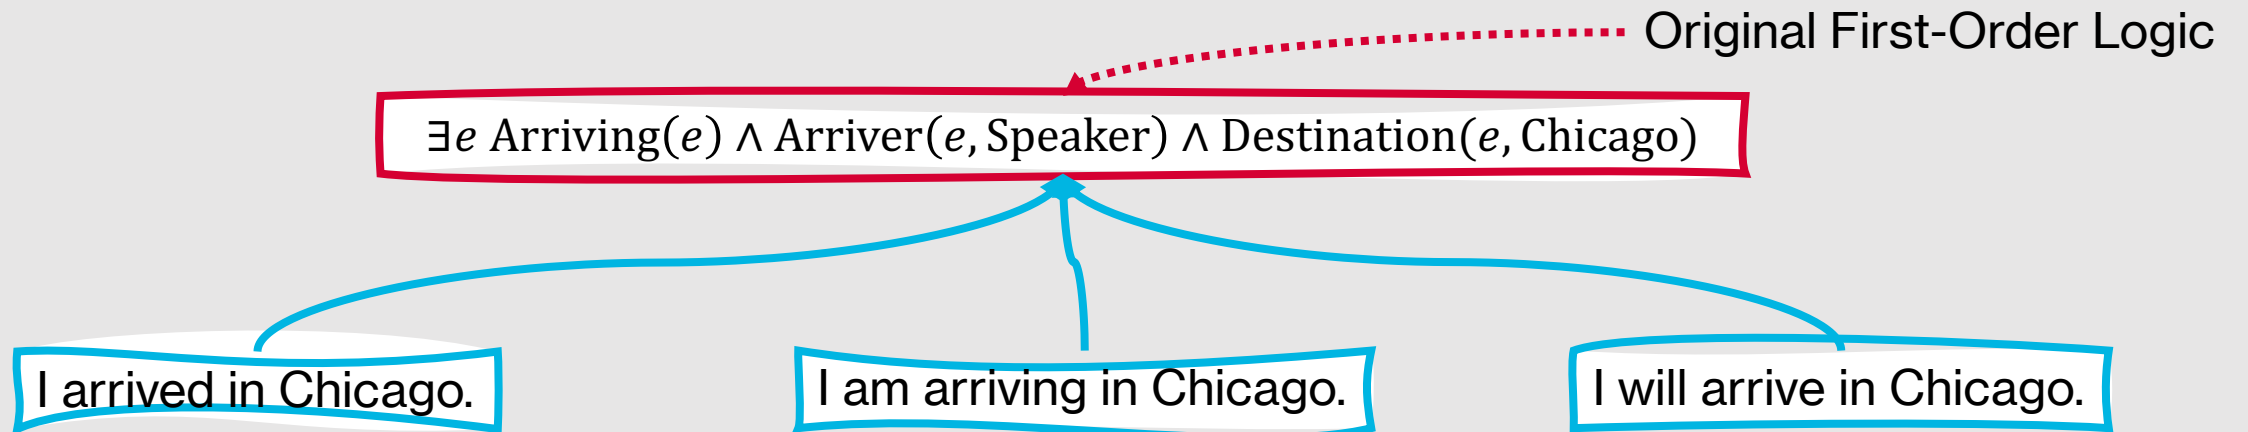 Original First-Order Logic
∃e Arriving(e) ∧ Arriver(e, Speaker) ∧ Destination(e, Chicago)
I arrived in Chicago.
I am arriving in Chicago.
I will arrive in Chicago.